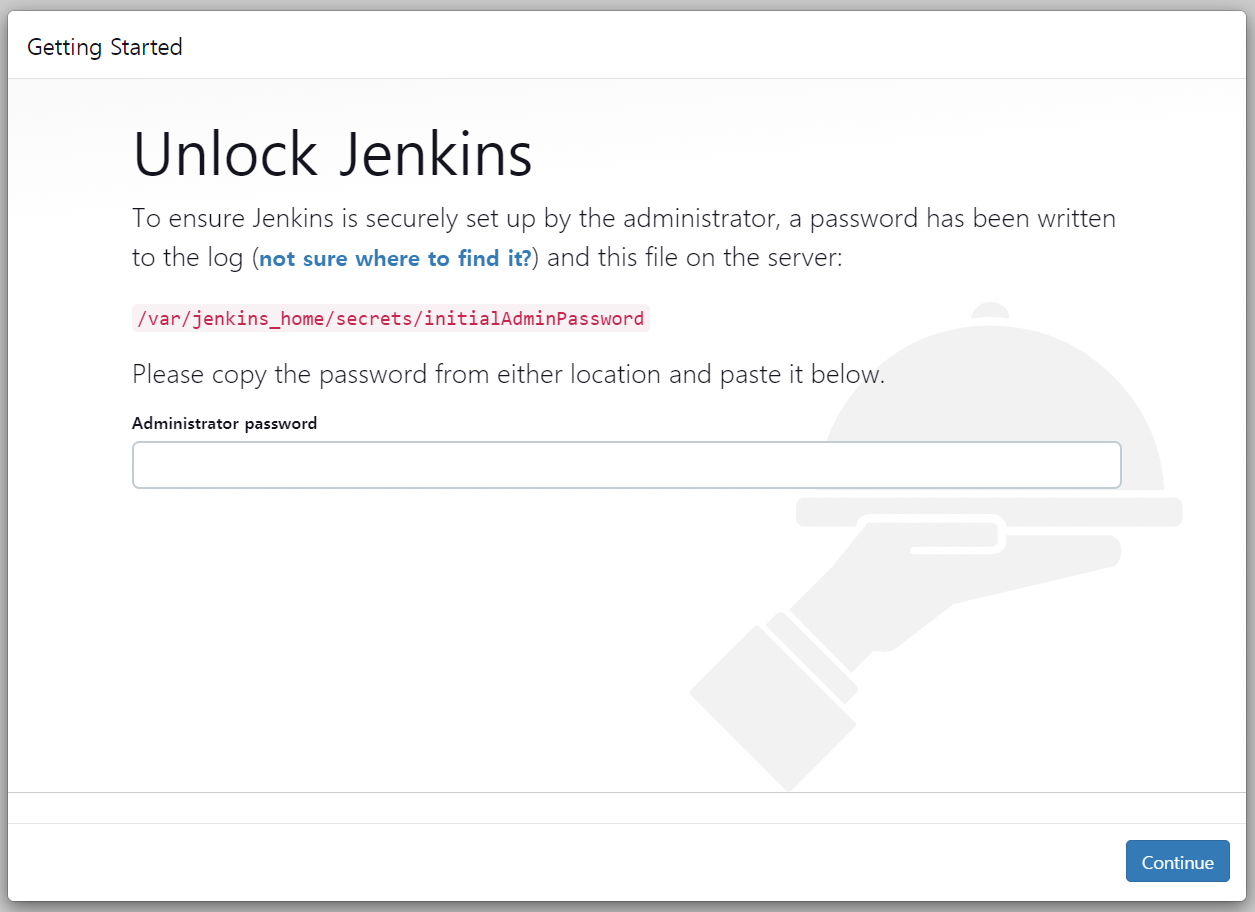 Getting Started
Unlock Jenkins
To ensure Jenkins is securely set up by the administrator, a password has been written
to the log (not sure where to find it?) and this file on the server:
/var/jenkins_home/secrets/initialAdminPassword
Please copy the password from either location and paste it below.
Administrator password
Continue